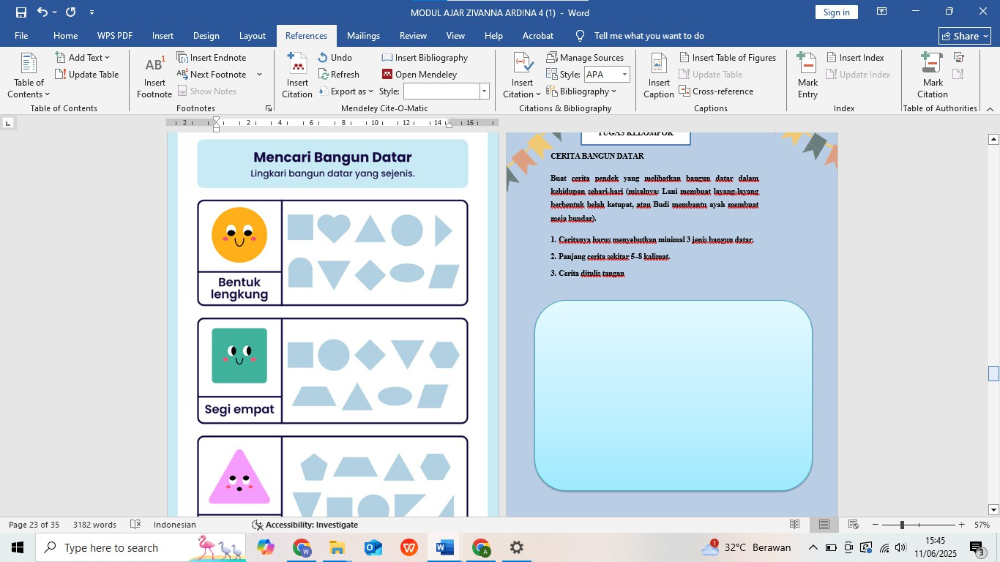 MODUL AJAR ZIVANNA ARDINA 4 (1) - Word
Sign in
File Home WPS PDF Insert Design Layout References Mailings Review View Help Acrobat Tell me what you want to do Share
Table of Contents
Add Text
Update Table
Table of Contents
AB1
Insert Footnote
Insert Endnote
Next Footnote
Show Notes
Footnotes
Insert Citation
Undo
Refresh
Export as
Insert Bibliography
Open Mendeley
Style:
Mendeley Cite-O-Matic
Insert Citation
Manage Sources
Style: APA
Bibliography
Citations & Bibliography
Insert Caption
Insert Table of Figures
Update Table
Cross-reference
Captions
Mark Entry
Insert Index
Update Index
Index
Mark Citation
Table of Authorities
2 2 4 6 8 10 12 14 16
Mencari Bangun Datar
Lingkari bangun datar yang sejenis.
Bentuk
lengkung
Segi empat
TUGAS KELOMPOK
CERITA BANGUN DATAR
Buat cerita pendek yang melibatkan bangun datar dalam
kehidupan sehari-hari (misalnya: Lani membuat layang-layang
berbentuk belah ketupat, atau Budi membantu ayah membuat
meja bundar).
1. Ceritanya harus menyebutkan minimal 3 jenis bangun datar.
2. Panjang cerita sekitar 5–8 kalimat.
3. Cerita ditulis tangan
Page 23 of 35 3182 words Indonesian Accessibility: Investigate 57%
Type here to search
32°C Berawan
15:45
11/06/2025
3